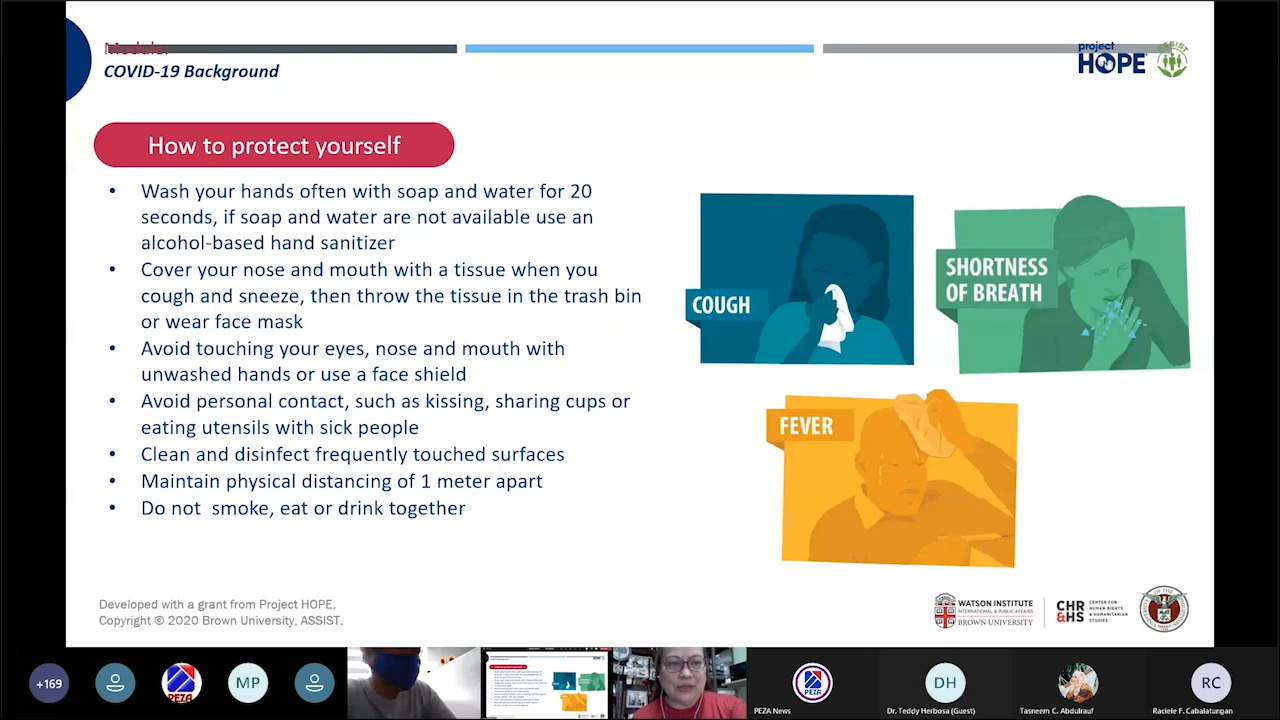 Module:
COVID-19 Background
project
HOPE
ASSIST
How to protect yourself
• Wash your hands often with soap and water for 20
seconds, if soap and water are not available use an
alcohol-based hand sanitizer
• Cover your nose and mouth with a tissue when you
cough and sneeze, then throw the tissue in the trash bin
or wear face mask
• Avoid touching your eyes, nose and mouth with
unwashed hands or use a face shield
• Avoid personal contact, such as kissing, sharing cups or
eating utensils with sick people
• Clean and disinfect frequently touched surfaces
• Maintain physical distancing of 1 meter apart
• Do not  smoke, eat or drink together
COUGH
SHORTNESS
OF BREATH
FEVER
Developed with a grant from Project HOPE.
Copyright © 2020 Brown University, ASSIST.
WATSON INSTITUTE
INTERNATIONAL & PUBLIC AFFAIRS
BROWN UNIVERSITY
CHR
&HS
CENTER FOR
HUMAN RIGHTS
& HUMANITARIAN
STUDIES
+169
PEZA
PEZA
PEZA News
Dr. Teddy Herbosa (Guest)
Tasneem C. Abdulrauf
Raciele F. Cabalatungan